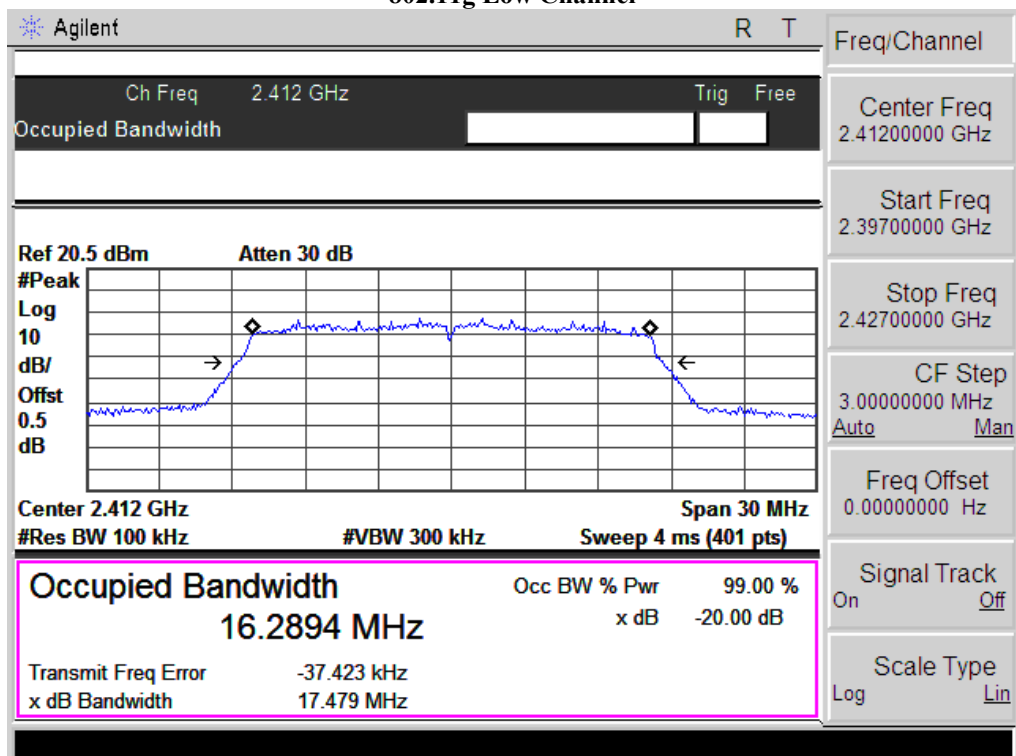 802.11g Low Channel
Agilent R T
Freq/Channel
Ch Freq 2.412 GHz Trig Free
Occupied Bandwidth
Center Freq
2.41200000 GHz
Start Freq
2.39700000 GHz
Stop Freq
2.42700000 GHz
CF Step
3.00000000 MHz
Auto Man
Freq Offset
0.00000000 Hz
Signal Track
On Off
Scale Type
Log Lin
Ref 20.5 dBm Atten 30 dB
#Peak
Log
10
dB/
Offst
0.5
dB
Center 2.412 GHz Span 30 MHz
#Res BW 100 kHz #VBW 300 kHz Sweep 4 ms (401 pts)
Occupied Bandwidth Occ BW % Pwr 99.00 %
16.2894 MHz x dB -20.00 dB
Transmit Freq Error -37.423 kHz
x dB Bandwidth 17.479 MHz